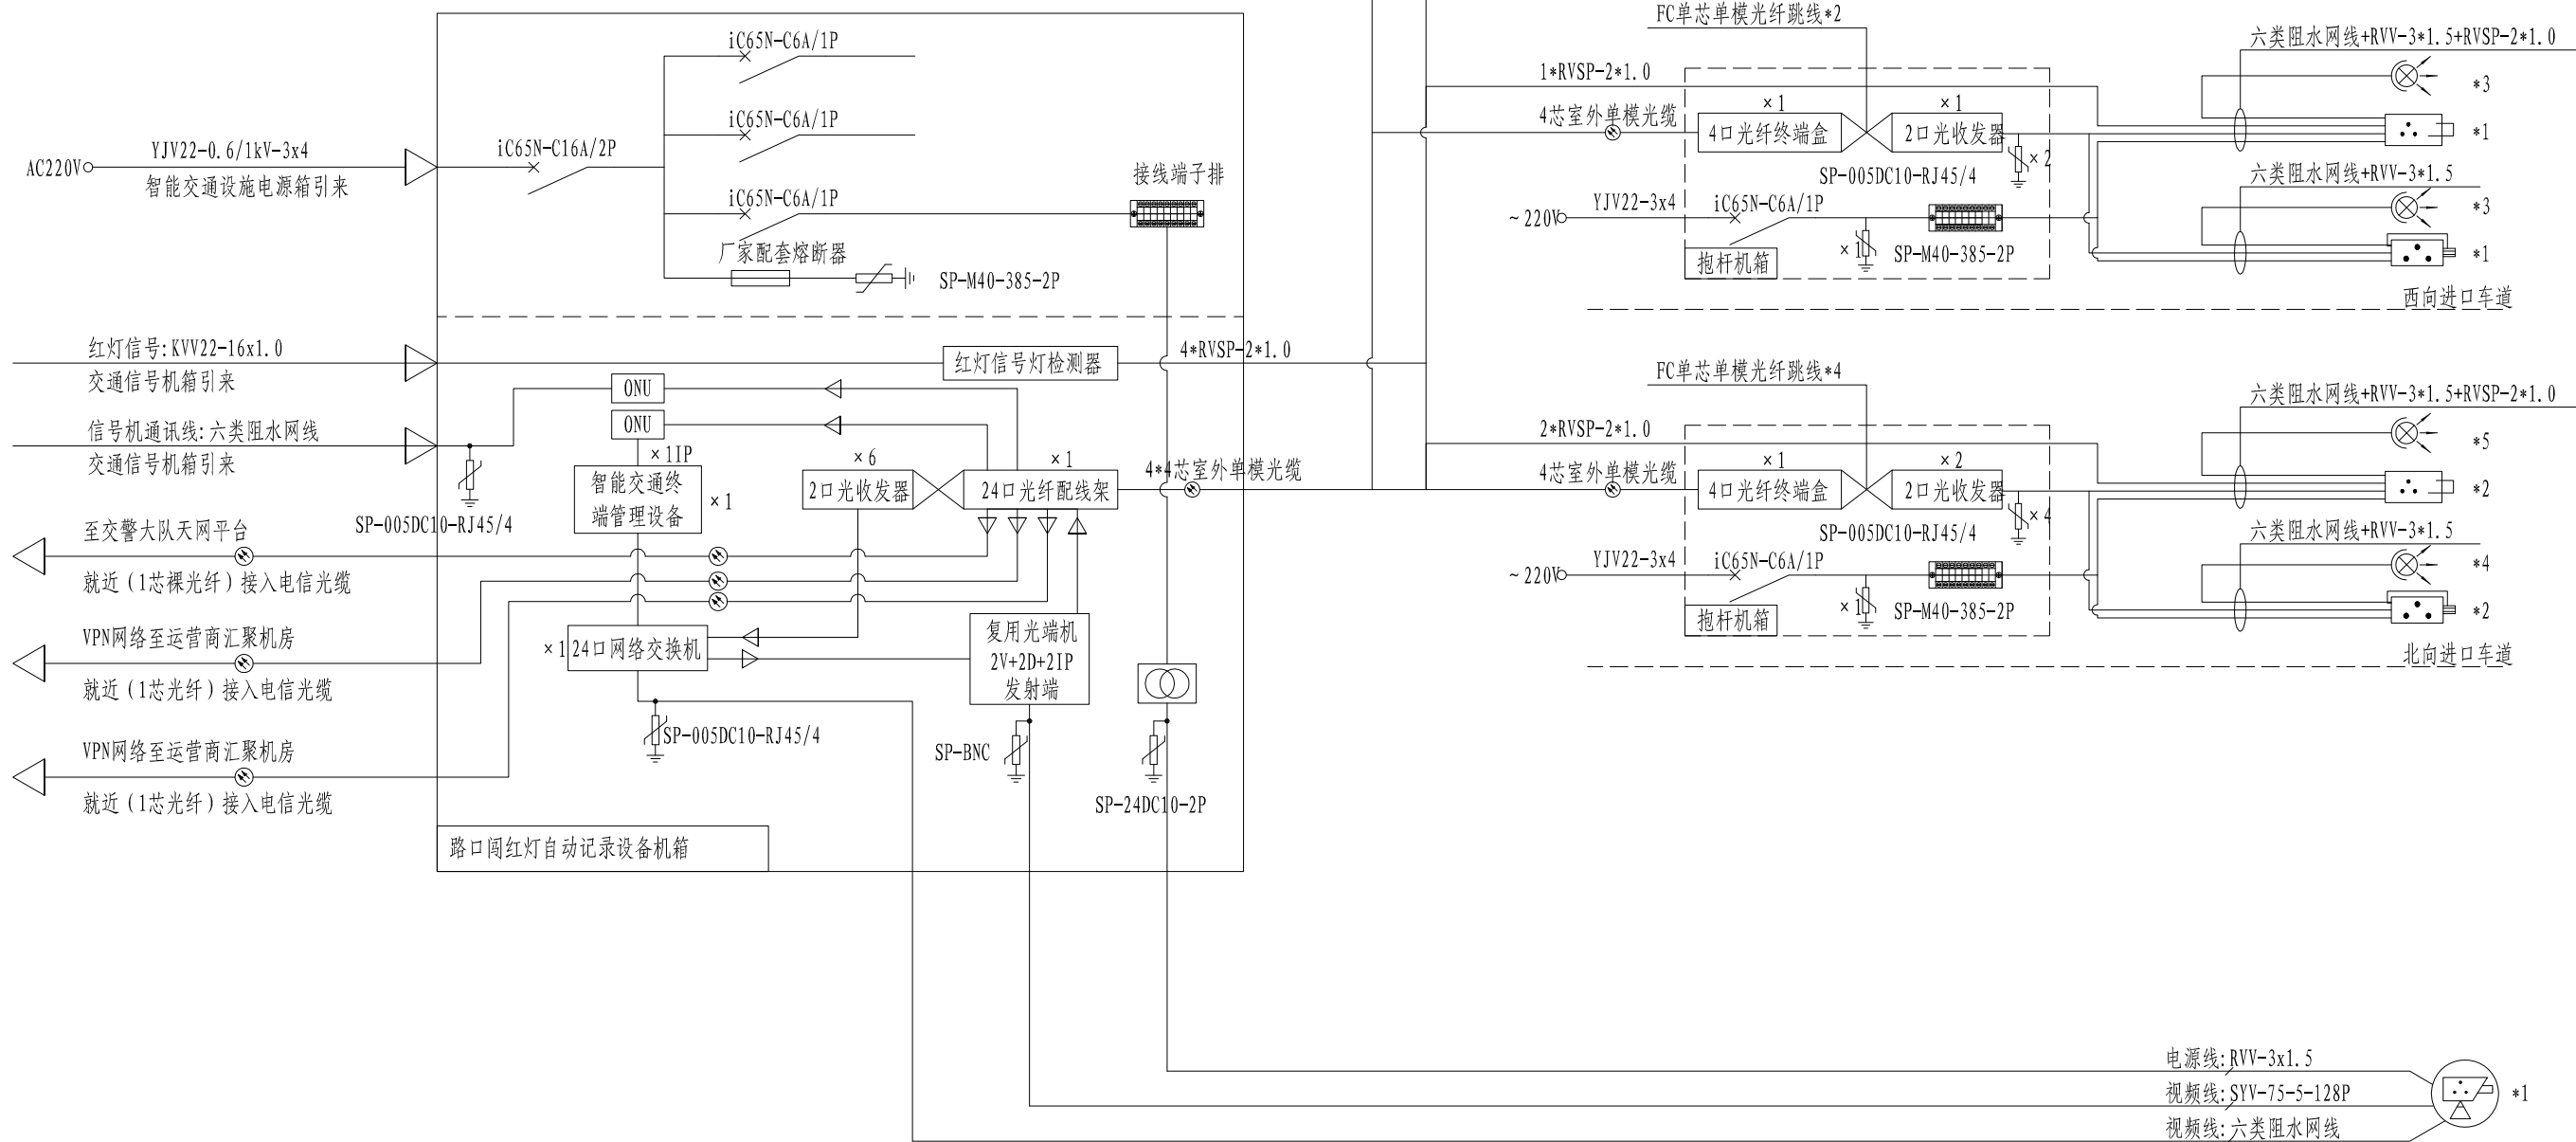 AC220V
YJV22-0.6/1kV-3x4
智能交通设施电源箱引来
iC65N-C16A/2P
iC65N-C6A/1P
iC65N-C6A/1P
iC65N-C6A/1P
厂家配套熔断器
SP-M40-385-2P
接线端子排
红灯信号:KVV22-16x1.0
交通信号机箱引来
红灯信号灯检测器
4*RVSP-2*1.0
信号机通讯线:六类阻水网线
交通信号机箱引来
SP-005DC10-RJ45/4
ONU
ONU
×1IP
智能交通终
端管理设备
×1
×6
2口光收发器
×1
24口光纤配线架
4*4芯室外单模光缆
至交警大队天网平台
就近(1芯裸光纤)接入电信光缆
VPN网络至运营商汇聚机房
就近(1芯光纤)接入电信光缆
VPN网络至运营商汇聚机房
就近(1芯光纤)接入电信光缆
×1
24口网络交换机
复用光端机
2V+2D+2IP
发射端
SP-005DC10-RJ45/4
SP-BNC
SP-24DC10-2P
路口闯红灯自动记录设备机箱
FC单芯单模光纤跳线*2
1*RVSP-2*1.0
4芯室外单模光缆
×1
4口光纤终端盒
×1
2口光收发器
×2
SP-005DC10-RJ45/4
~220V
YJV22-3x4
iC65N-C6A/1P
×1
SP-M40-385-2P
抱杆机箱
六类阻水网线+RVV-3*1.5+RVSP-2*1.0
*3
*1
六类阻水网线+RVV-3*1.5
*3
*1
西向进口车道
FC单芯单模光纤跳线*4
2*RVSP-2*1.0
4芯室外单模光缆
×1
4口光纤终端盒
×2
2口光收发器
×4
SP-005DC10-RJ45/4
~220V
YJV22-3x4
iC65N-C6A/1P
×1
SP-M40-385-2P
抱杆机箱
六类阻水网线+RVV-3*1.5+RVSP-2*1.0
*5
*2
六类阻水网线+RVV-3*1.5
*4
*2
北向进口车道
电源线:RVV-3x1.5
视频线:SYV-75-5-128P
视频线:六类阻水网线
*1